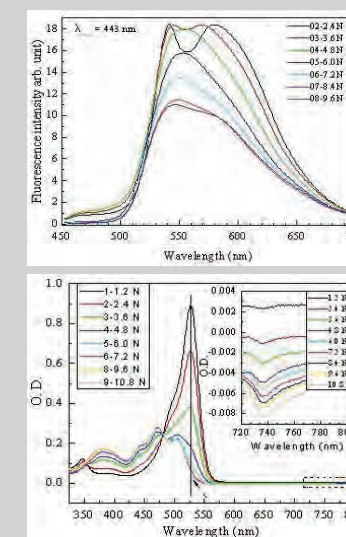 λ = 443 nm
02-2.4 N
03-3.6 N
04-4.8 N
05-6.0 N
06-7.2 N
07-8.4 N
08-9.6 N
Fluorescence intensity arb. unit)
18
16
14
12
10
8
6
4
2
0
450 500 550 600 650
Wavelength (nm)
1-1.2 N
2-2.4 N
3-3.6 N
4-4.8 N
5-6.0 N
6-7.2 N
8-9.6 N
9-10.8 N
O.D.
1.0
0.8
0.6
0.4
0.2
0.0
350 400 450 500 550 600 650 700 750
Wavelength (nm)
O.D.
0.004
0.002
0.000
-0.002
-0.004
-0.006
-0.008
720 740 760
Wavelength (nm)